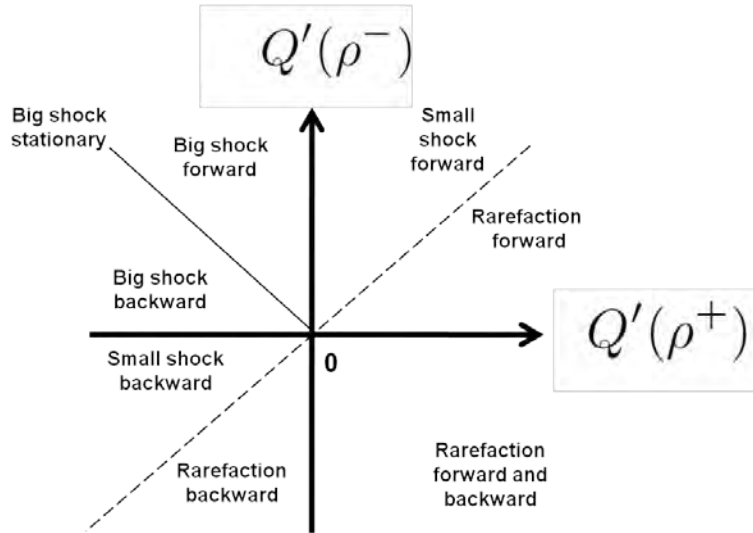 Q′(ρ⁻)
Big shock
stationary
Big shock
forward
Small
shock
forward
Rarefaction
forward
Big shock
backward
Q′(ρ⁺)
Small shock
backward
0
Rarefaction
backward
Rarefaction
forward and
backward